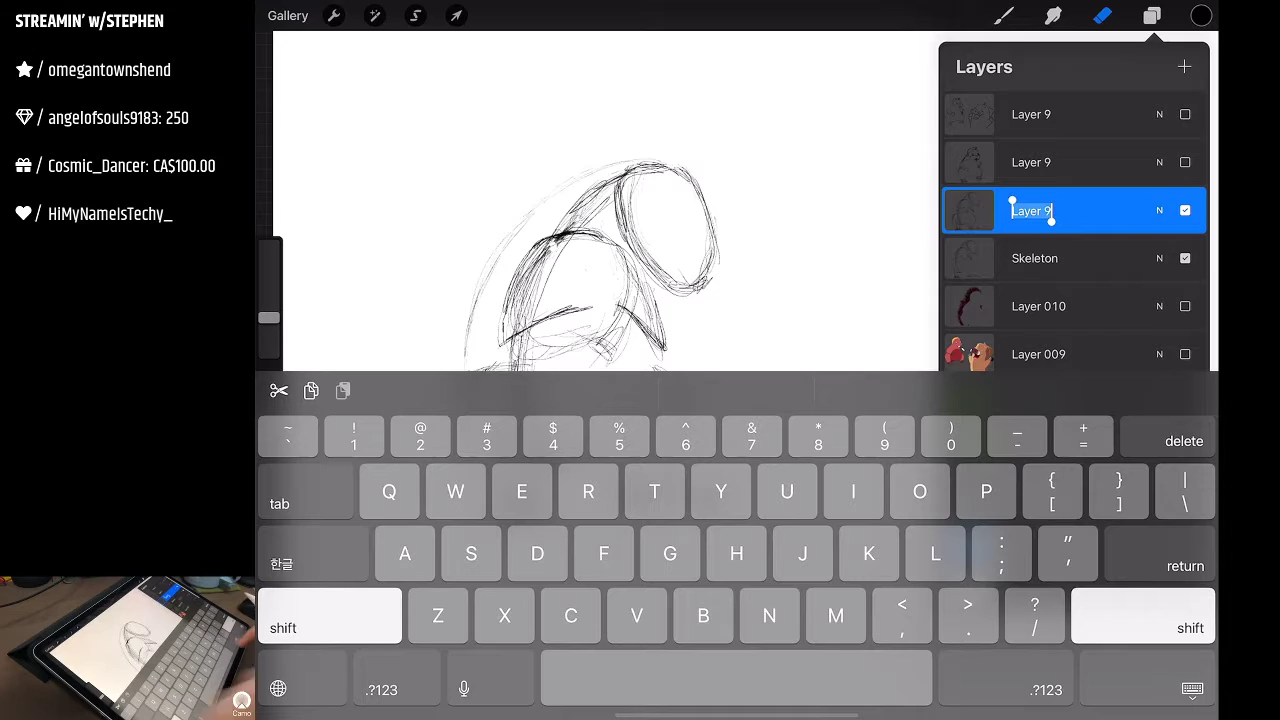 STREAMIN' w/STEPHEN
/ omegantownshend
/ angelofsouls9183: 250
/ Cosmic_Dancer: CA$100.00
/ HiMyNameIsTechy_
Gallery
Layers
Layer 9 N
Layer 9 N
Layer 9 N
Skeleton N
Layer 010 N
Layer 009 N
~ ! @ # $ % ^ & * ( ) _ +
` 1 2 3 4 5 6 7 8 9 0 - = delete
tab Q W E R T Y U I O P { [ } ] | \
한글 A S D F G H J K L : ; " ' return
shift Z X C V B N M < , > . ? / shift
.?123 .?123
Camo